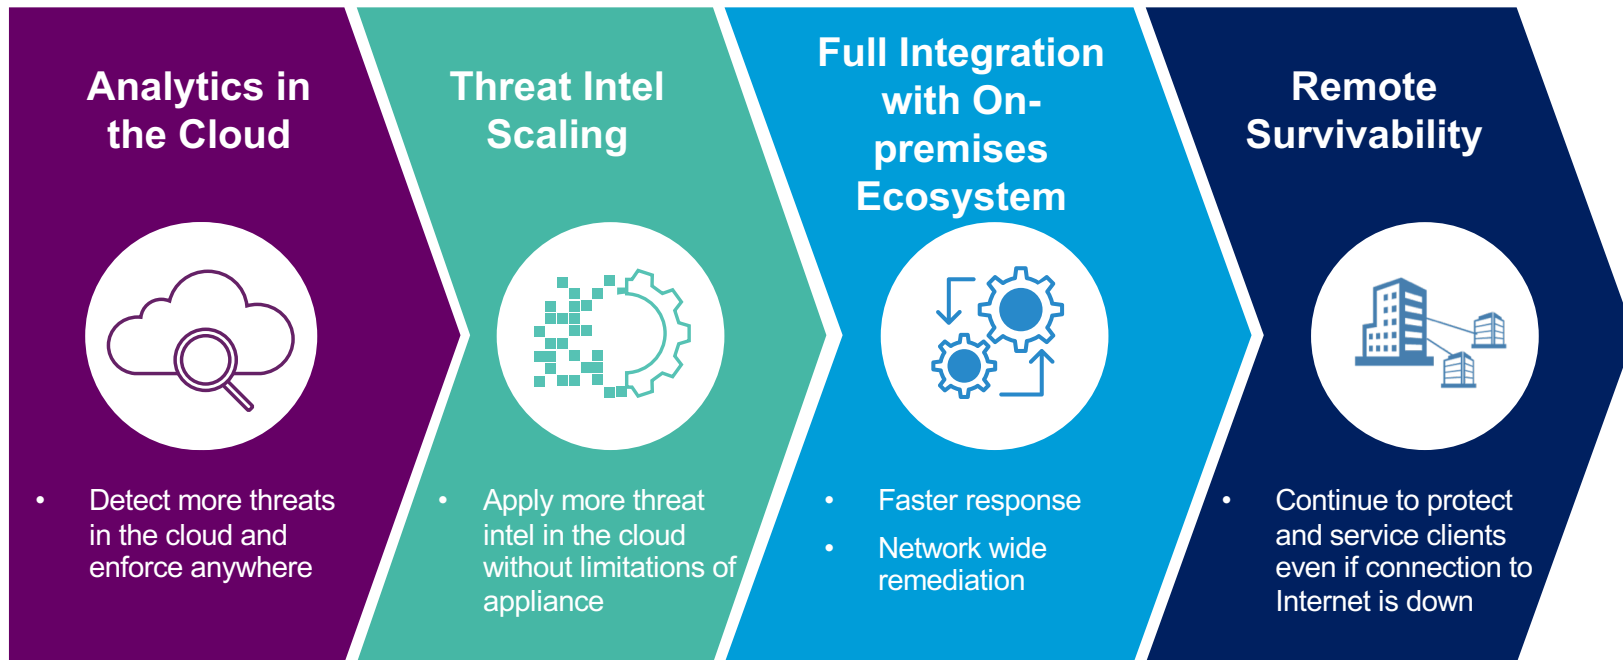 Analytics in
the Cloud
• Detect more threats
in the cloud and
enforce anywhere
Threat Intel
Scaling
• Apply more threat
intel in the cloud
without limitations of
appliance
Full Integration
with On-
premises
Ecosystem
• Faster response
• Network wide
remediation
Remote
Survivability
• Continue to protect
and service clients
even if connection to
Internet is down